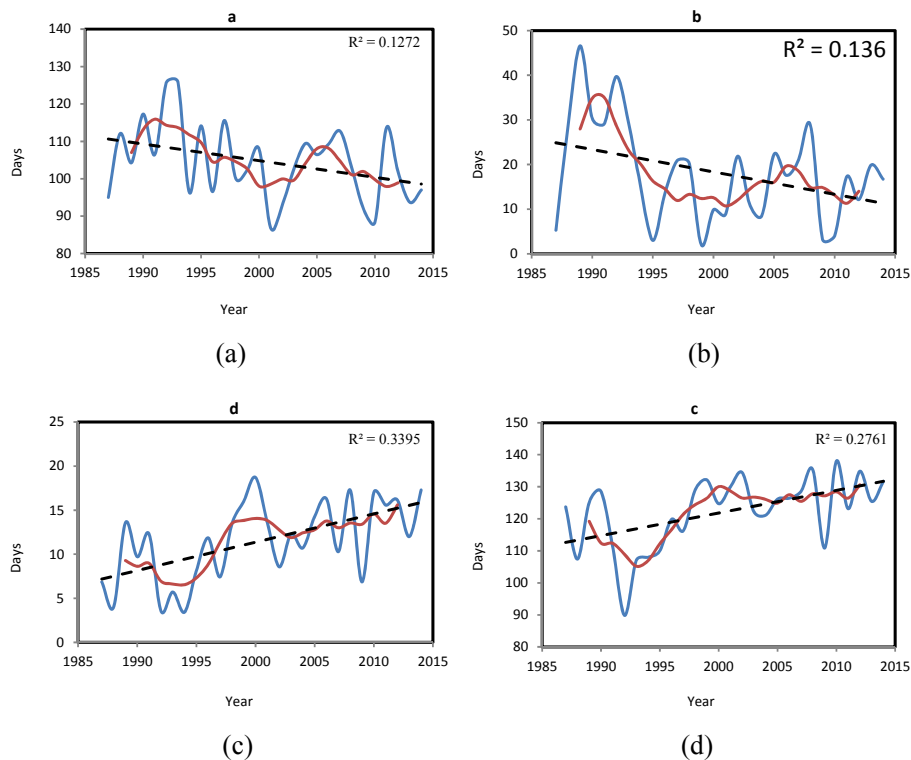 a
140
130
120
110
100
90
80
Days
R² = 0.1272
1985 1990 1995 2000 2005 2010 2015
Year
(a)
b
50
40
30
20
10
0
Days
R² = 0.136
1985 1990 1995 2000 2005 2010 2015
Year
(b)
d
25
20
15
10
5
0
Days
R² = 0.3395
1985 1990 1995 2000 2005 2010 2015
Year
(c)
c
150
140
130
120
110
100
90
80
Days
R² = 0.2761
1985 1990 1995 2000 2005 2010 2015
Year
(d)